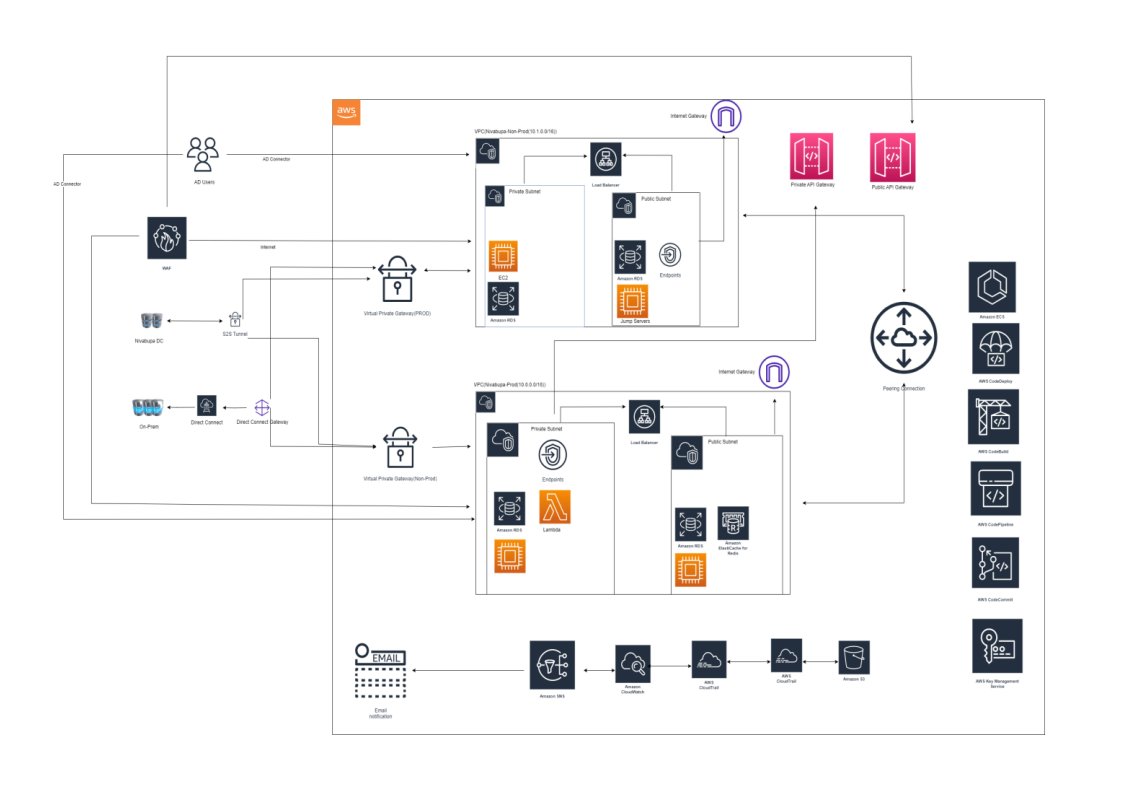 aws
Internet Gateway
VPC(Nivabupa-Non-Prod(10.1.0.0/16))
AD Connector
AD Users
AD Connector
Load Balancer
Private API Gateway
Public API Gateway
Private Subnet
Public Subnet
Internet
WAF
Endpoints
EC2
Amazon RDS
Amazon RDS
Jump Servers
Virtual Private Gateway(PROD)
S2S Tunnel
Nivabupa DC
Amazon ECS
Internet Gateway
AWS CodeDeploy
Peering Connection
VPC(Nivabupa-Prod(10.0.0.0/16))
Direct Connect
Direct Connect Gateway
On-Prem
Load Balancer
Private Subnet
Public Subnet
AWS CodeBuild
Virtual Private Gateway(Non-Prod)
Endpoints
Amazon RDS
Lambda
R
Amazon RDS
Amazon
ElastiCache for
Redis
AWS CodePipeline
AWS CodeCommit
EMAIL
Email
notification
Amazon SNS
Amazon
CloudWatch
AWS
CloudTrail
AWS
CloudTrail
Amazon S3
AWS Key Management
Service